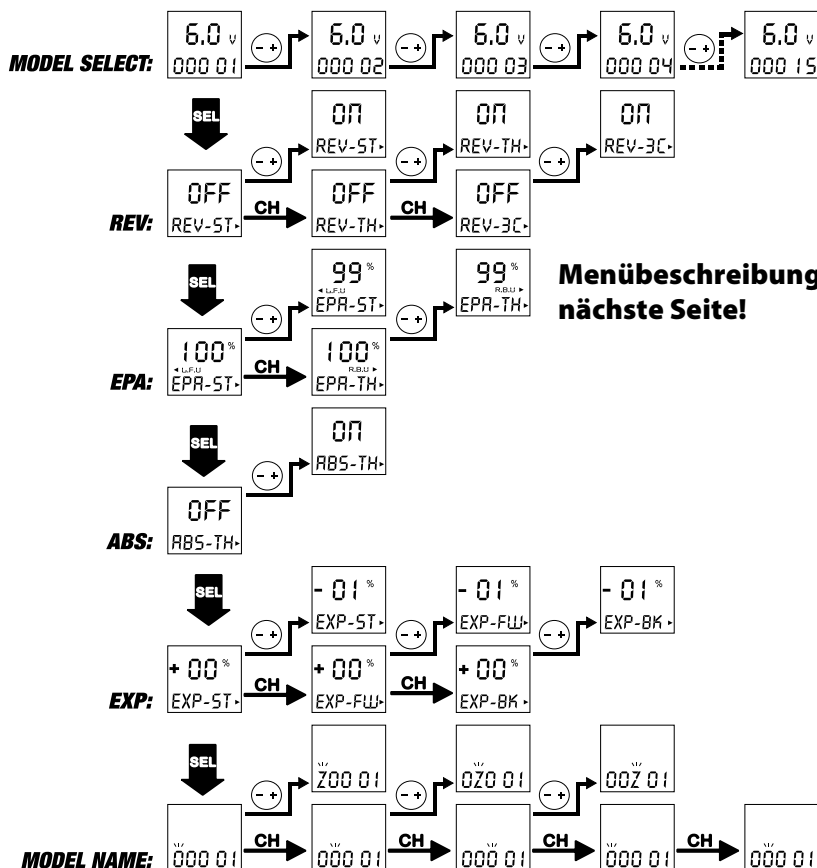 MODEL SELECT:
6.0 v
000 01
- +
6.0 v
000 02
- +
6.0 v
000 03
- +
6.0 v
000 04
- +
6.0 v
000 15
SEL
ON
REV-ST
ON
REV-TH
ON
REV-3C
- +
- +
- +
REV:
OFF
REV-ST
CH
OFF
REV-TH
CH
OFF
REV-3C
SEL
99%
L.F.U
EPA-ST
99%
R.B.U
EPA-TH
Menübeschreibung
nächste Seite!
- +
- +
EPA:
100%
L.F.U
EPA-ST
CH
100%
R.B.U
EPA-TH
SEL
ON
ABS-TH
- +
ABS:
OFF
ABS-TH
SEL
- 01%
EXP-ST
- 01%
EXP-FW
- 01%
EXP-BK
- +
- +
- +
EXP:
+ 00%
EXP-ST
CH
+ 00%
EXP-FW
CH
+ 00%
EXP-BK
SEL
Z00 01
0Z0 01
00Z 01
- +
- +
- +
MODEL NAME:
000 01
CH
000 01
CH
000 01
CH
000 01
CH
000 01